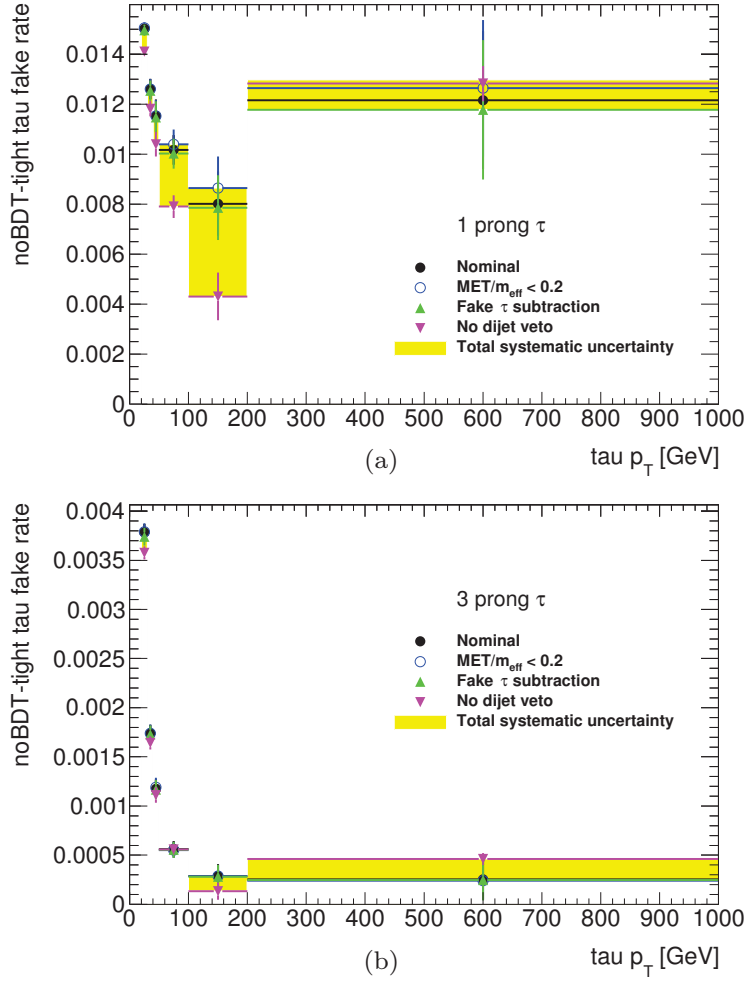 noBDT-tight tau fake rate
0.014
0.012
0.01
0.008
0.006
0.004
0.002
0
1 prong τ
Nominal
MET/m_eff < 0.2
Fake τ subtraction
No dijet veto
Total systematic uncertainty
0 100 200 300 400 500 600 700 800 900 1000
tau p_T [GeV]
(a)
noBDT-tight tau fake rate
0.004
0.0035
0.003
0.0025
0.002
0.0015
0.001
0.0005
0
3 prong τ
Nominal
MET/m_eff < 0.2
Fake τ subtraction
No dijet veto
Total systematic uncertainty
0 100 200 300 400 500 600 700 800 900 1000
tau p_T [GeV]
(b)